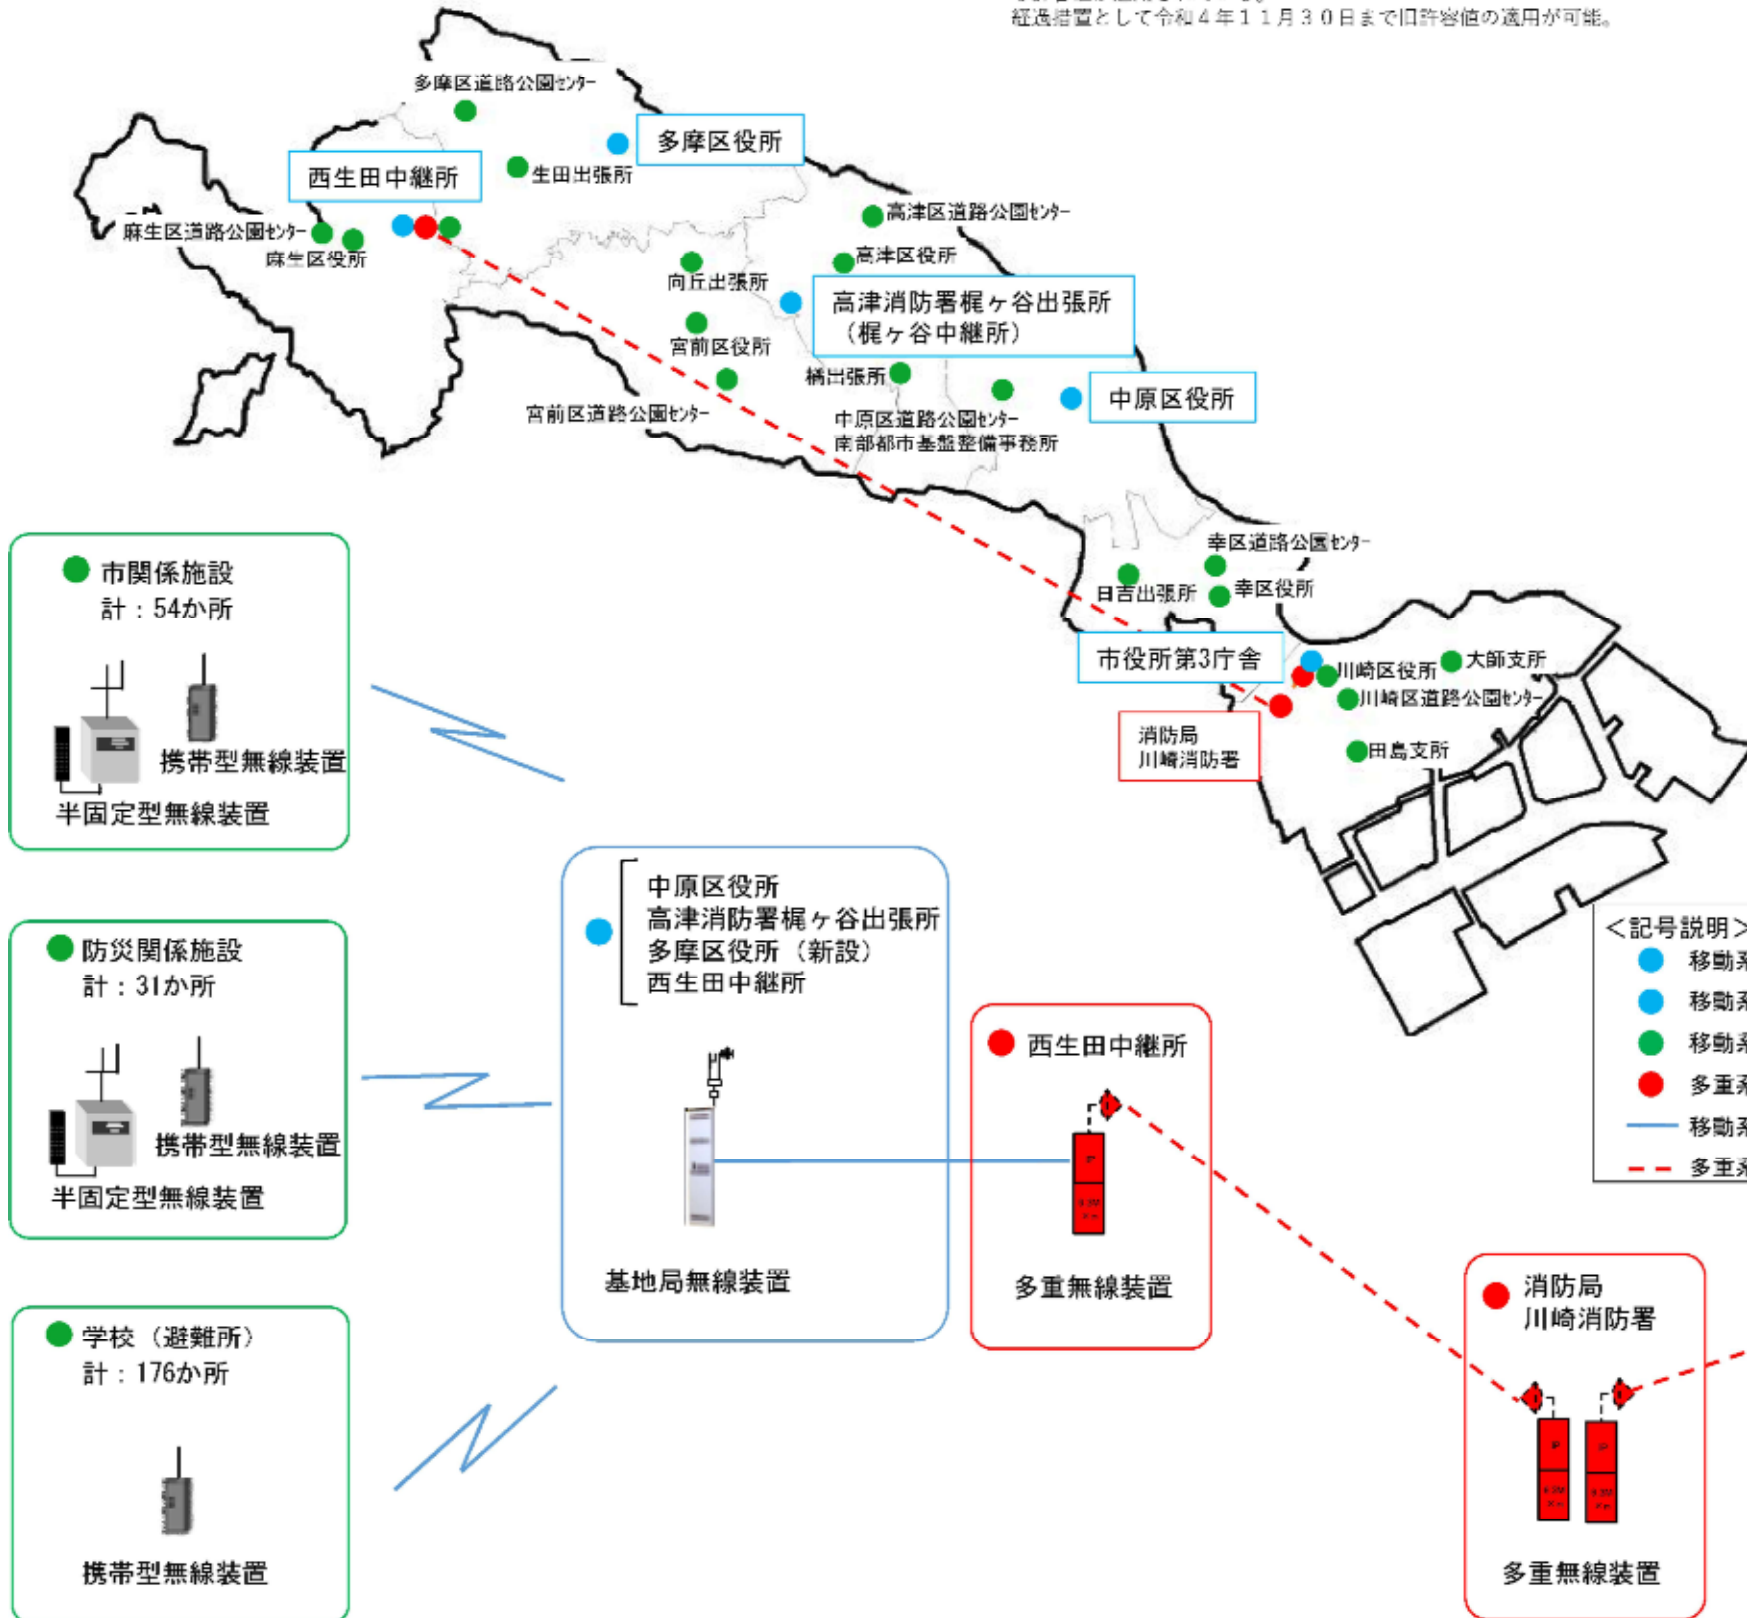 経過措置として令和4年11月30日まで旧許容値の適用が可能。
多摩区道路公園ｾﾝﾀｰ
多摩区役所
生田出張所
西生田中継所
麻生区道路公園ｾﾝﾀｰ
麻生区役所
高津区道路公園ｾﾝﾀｰ
高津区役所
向丘出張所
高津消防署梶ヶ谷出張所
（梶ヶ谷中継所）
宮前区役所
橘出張所
宮前区道路公園ｾﾝﾀｰ
中原区道路公園ｾﾝﾀｰ
南部都市基盤整備事務所
中原区役所
幸区道路公園ｾﾝﾀｰ
日吉出張所
幸区役所
市役所第3庁舎
川崎区役所
大師支所
川崎区道路公園ｾﾝﾀｰ
消防局
川崎消防署
田島支所
市関係施設
計：54か所
携帯型無線装置
半固定型無線装置
防災関係施設
計：31か所
携帯型無線装置
半固定型無線装置
学校（避難所）
計：176か所
携帯型無線装置
中原区役所
高津消防署梶ヶ谷出張所
多摩区役所（新設）
西生田中継所
基地局無線装置
西生田中継所
多重無線装置
消防局
川崎消防署
多重無線装置
＜記号説明＞
移動系
移動系
移動系
多重系
移動系
多重系